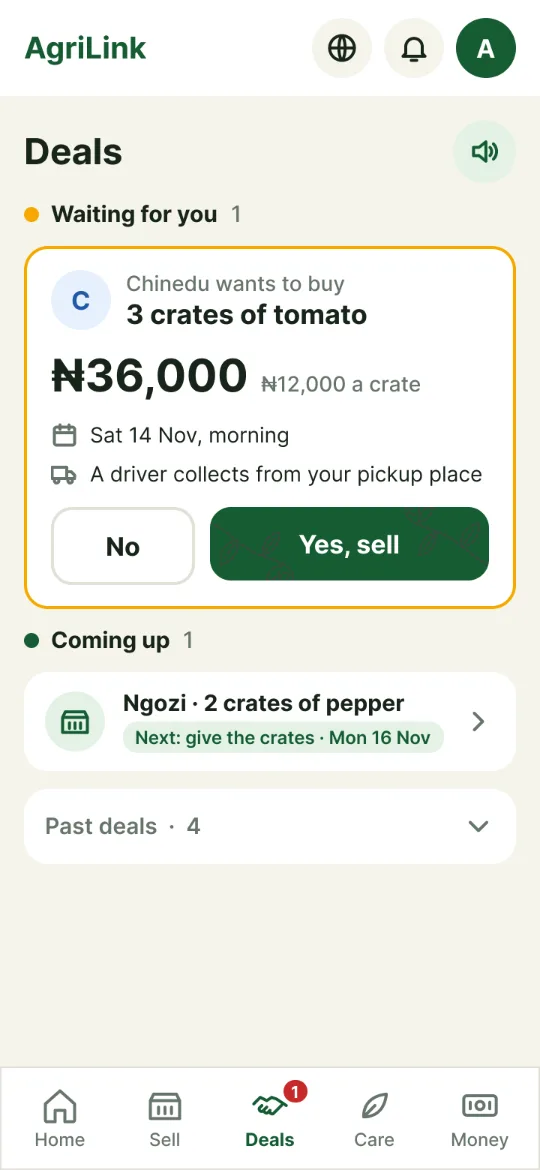 AgriLink
A
Deals
Waiting for you 1
C
Chinedu wants to buy
3 crates of tomato
₦36,000 ₦12,000 a crate
Sat 14 Nov, morning
A driver collects from your pickup place
No
Yes, sell
Coming up 1
Ngozi · 2 crates of pepper
Next: give the crates · Mon 16 Nov
Past deals · 4
1
Home
Sell
Deals
Care
Money